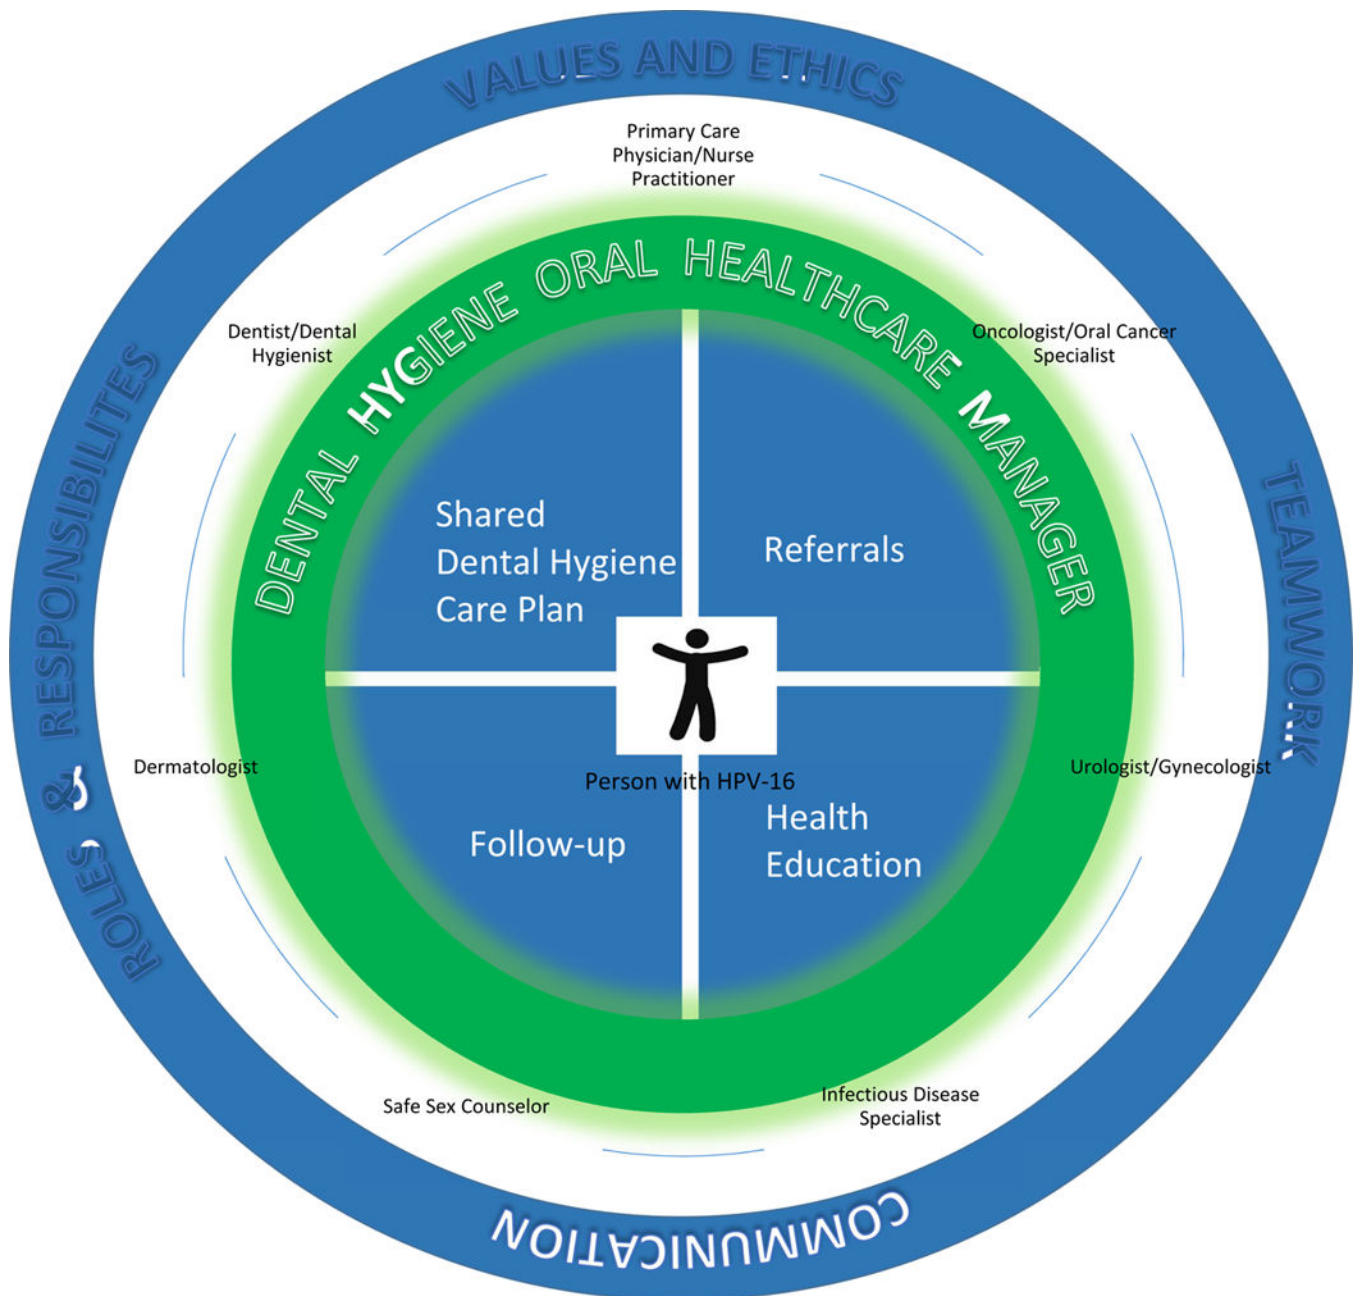 VALUES AND ETHICS
Primary Care
Physician/Nurse
Practitioner
DENTAL HYGIENE ORAL HEALTHCARE MANAGER
Dentist/Dental
Hygienist
Oncologist/Oral Cancer
Specialist
ROLES & RESPONSIBILITES
TEAMWORK
Shared
Dental Hygiene
Care Plan
Referrals
Dermatologist
Urologist/Gynecologist
Person with HPV-16
Follow-up
Health
Education
Safe Sex Counselor
Infectious Disease
Specialist
COMMUNICATION